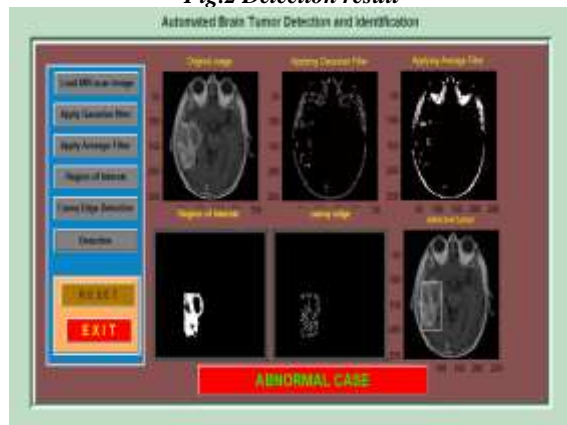 Fig.2 Detection result
Automated Brain Tumor Detection and Identification
Original Image
Applying Gaussian Filter
Applying Average Filter
Load MRI scan Image
Apply Gaussian filter
Apply Average Filter
Region of Interest
Canny Edge Detection
Detection
RESET
EXIT
Region of Interest
canny edge
detected tumor
ABNORMAL CASE